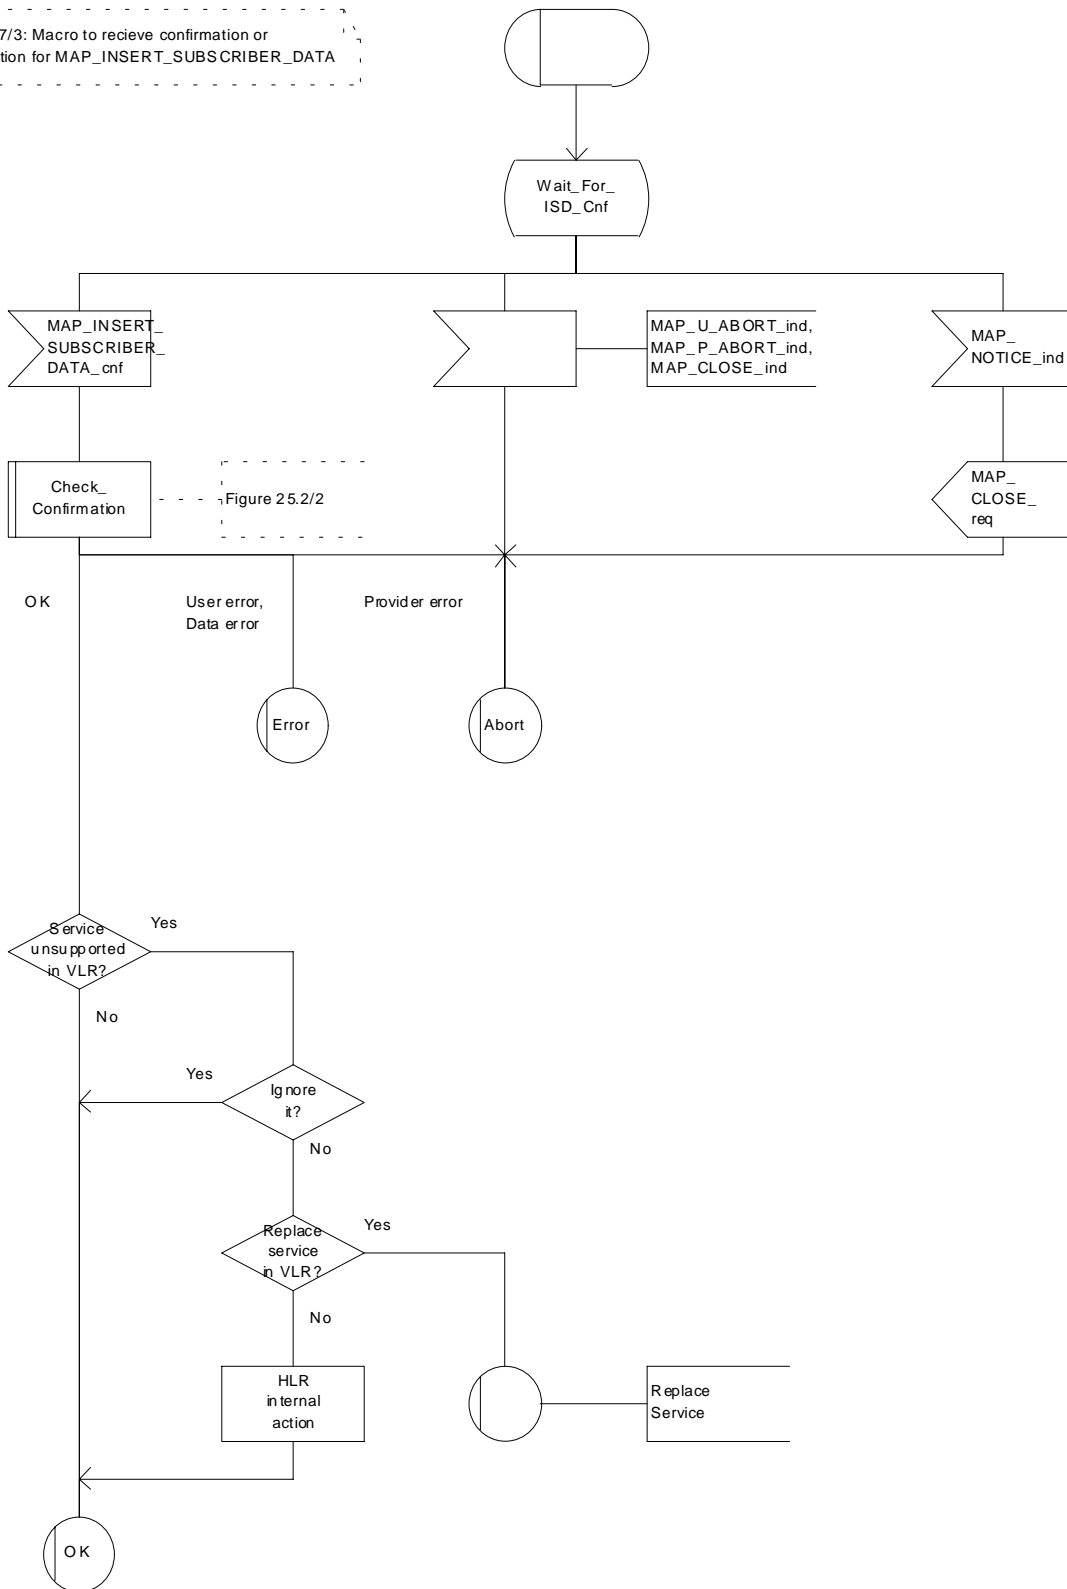 7/3: Macro to recieve confirmation or
tion for MAP_INSERT_SUBSCRIBER_DATA
Wait_For_
ISD_Cnf
MAP_INSERT_
SUBSCRIBER_
DATA_cnf
MAP_U_ABORT_ind,
MAP_P_ABORT_ind,
MAP_CLOSE_ind
MAP_
NOTICE_ind
Check_
Confirmation
Figure 25.2/2
MAP_
CLOSE_
req
OK
User error,
Data error
Provider error
Error
Abort
Service
unsupported
in VLR?
Yes
No
Yes
Ignore
it?
No
Replace
service
in VLR?
Yes
No
HLR
internal
action
Replace
Service
OK